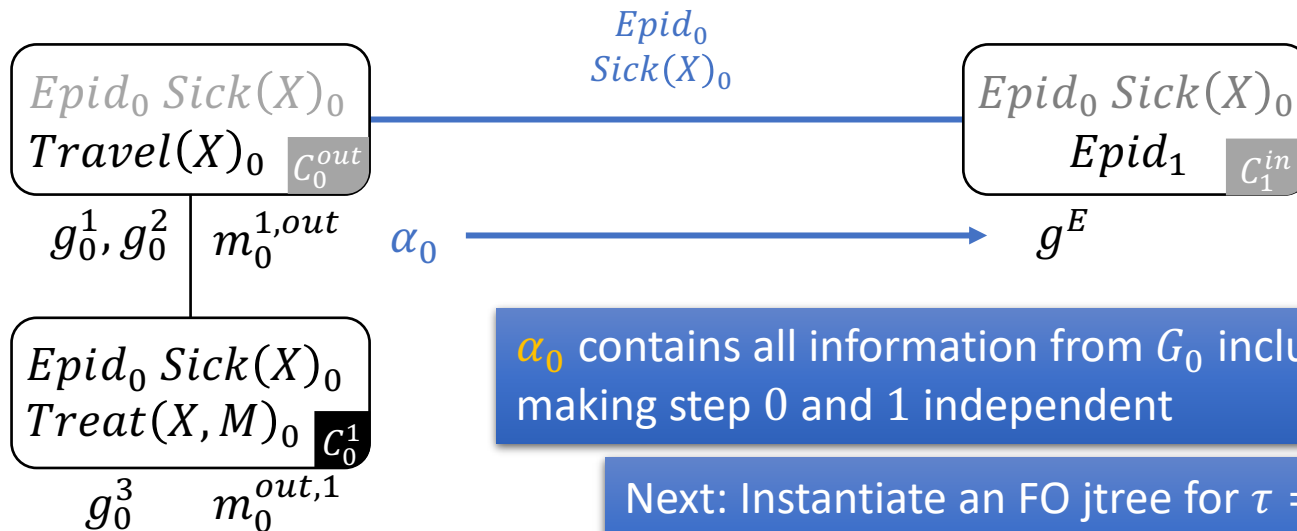 Epid₀
Sick(X)₀
Epid₀ Sick(X)₀
Travel(X)₀ C₀^{out}
Epid₀ Sick(X)₀
Epid₁ C₁^{in}
g₀¹, g₀² m₀^{1,out} α₀ g^E
Epid₀ Sick(X)₀
Treat(X, M)₀ C₀¹
g₀³ m₀^{out,1}
α₀ contains all information from G₀ inclu
making step 0 and 1 independent
Next: Instantiate an FO jtree for τ =